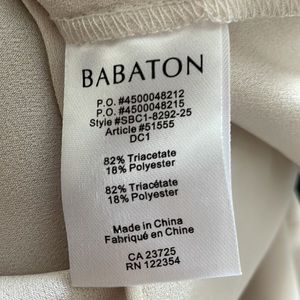 BABATON
P.O. #4500048212
P.O. #4500048215
Style #SBC1-8292-25
Article #51555
DC1
82% Triacetate
18% Polyester
82% Triacétate
18% Polyester
Made in China
Fabriqué en Chine
CA 23725
RN 122354